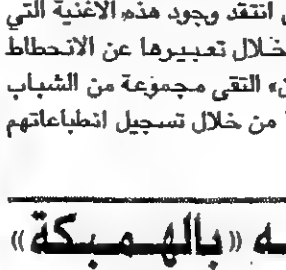 انتقد وجود هذه الاغنية التي
خلال تعبيرها عن الانحطاط
التقى مجموعة من الشباب
من خلال تسجيل انطباعاتهم
«بالهمبكة»